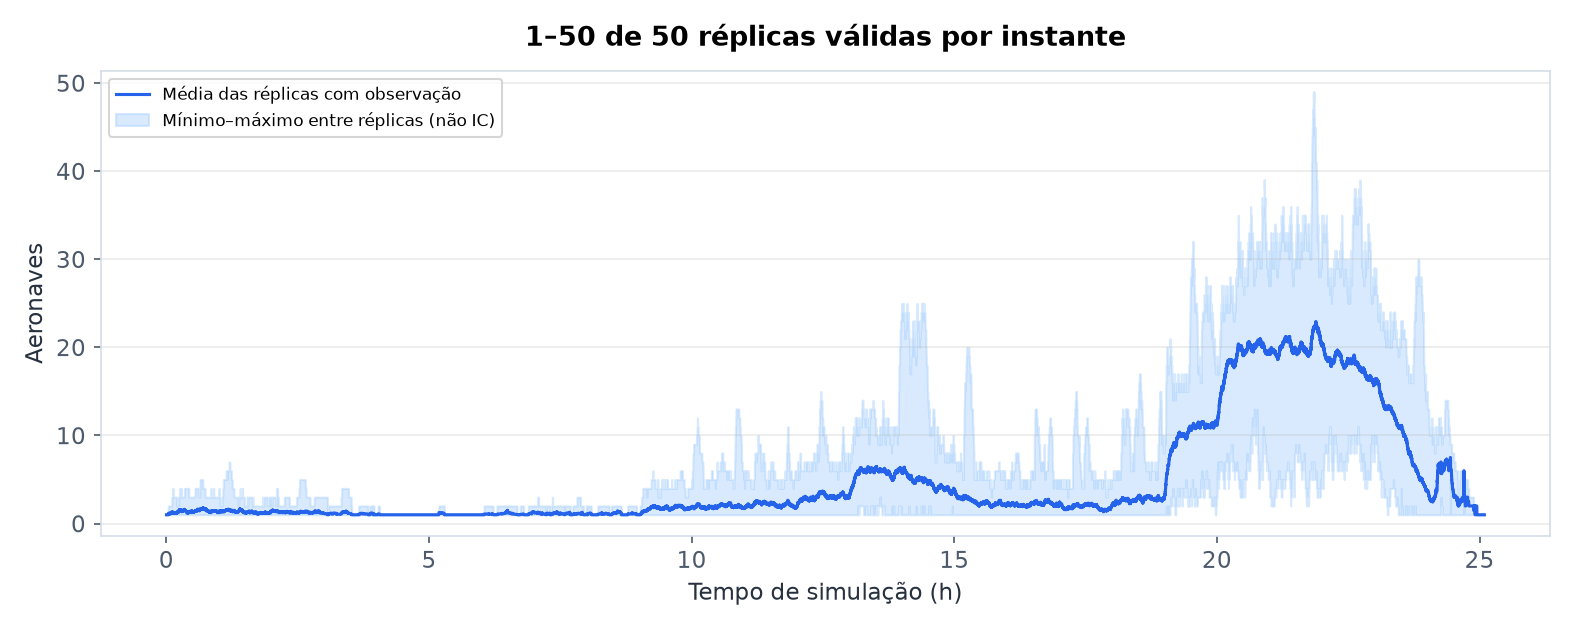 1–50 de 50 réplicas válidas por instante
Média das réplicas com observação
Mínimo–máximo entre réplicas (não IC)
Aeronaves
50
40
30
20
10
0
0 5 10 15 20 25
Tempo de simulação (h)